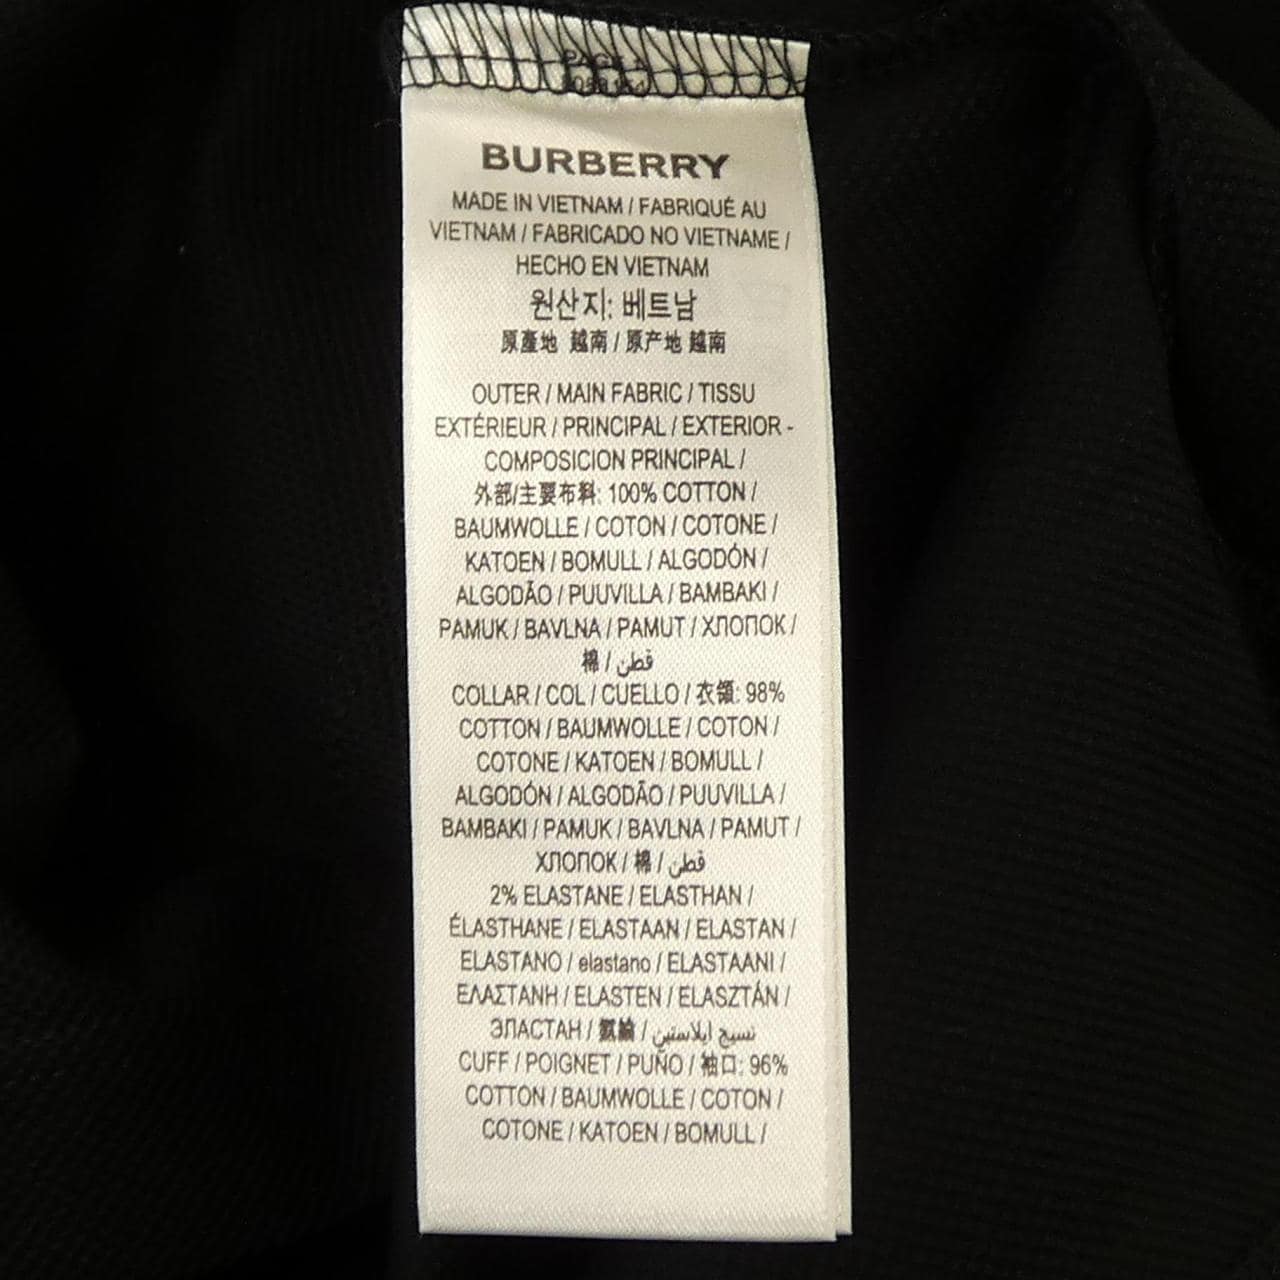 BURBERRY
MADE IN VIETNAM / FABRIQUÉ AU
VIETNAM / FABRICADO NO VIETNAME /
HECHO EN VIETNAM
원산지: 베트남
原產地 越南 / 原产地 越南
OUTER / MAIN FABRIC / TISSU
EXTÉRIEUR / PRINCIPAL / EXTERIOR -
COMPOSICION PRINCIPAL /
外部/主要布料: 100% COTTON /
BAUMWOLLE / COTON / COTONE /
KATOEN / BOMULL / ALGODÓN /
ALGODÃO / PUUVILLA / BAMBAKI /
PAMUK / BAVLNA / PAMUT / ХЛОПОК /
棉 / قطن
COLLAR / COL / CUELLO / 衣領: 98%
COTTON / BAUMWOLLE / COTON /
COTONE / KATOEN / BOMULL /
ALGODÓN / ALGODÃO / PUUVILLA /
BAMBAKI / PAMUK / BAVLNA / PAMUT /
ХЛОПОК / 棉 / قطن
2% ELASTANE / ELASTHAN /
ÉLASTHANE / ELASTAAN / ELASTAN /
ELASTANO / elastano / ELASTAANI /
ΕΛΑΣΤΑΝΗ / ELASTEN / ELASZTÁN /
ЭЛАСТАН / 氨綸 / نسيج إيلاستين
CUFF / POIGNET / PUÑO / 袖口: 96%
COTTON / BAUMWOLLE / COTON /
COTONE / KATOEN / BOMULL /